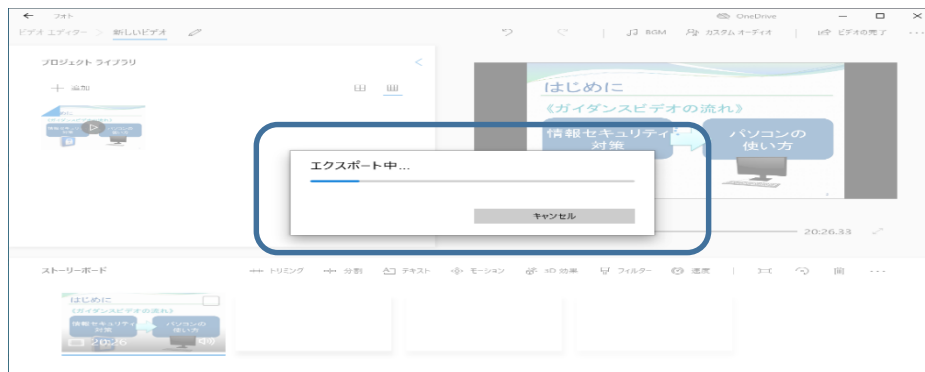 フォト
OneDrive
ビデオ エディター > 新しいビデオ
BGM カスタム オーディオ ビデオの完了
プロジェクト ライブラリ
追加
はじめに
《ガイダンスビデオの流れ》
情報セキュリティ
対策
パソコンの
使い方
エクスポート中...
キャンセル
20:26.33
ストーリーボード
トリミング 分割 テキスト モーション 3D 効果 フィルター 速度
はじめに
《ガイダンスビデオの流れ》
情報セキュリティ
対策
パソコンの
使い方
20:26